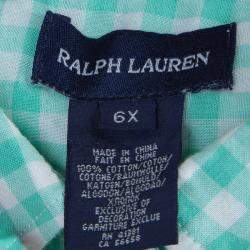 RALPH LAUREN
6X
MADE IN CHINA
FAIT EN CHINE
100% COTTON/COTON/
COTONE/BAUMWOLLE/
KATOEN/BOMULD/
ALGODON/ALGODAO/
EXCLUSIVE OF
DECORATION
GARNITURE EXCLUE
RN 41381
CA 56658